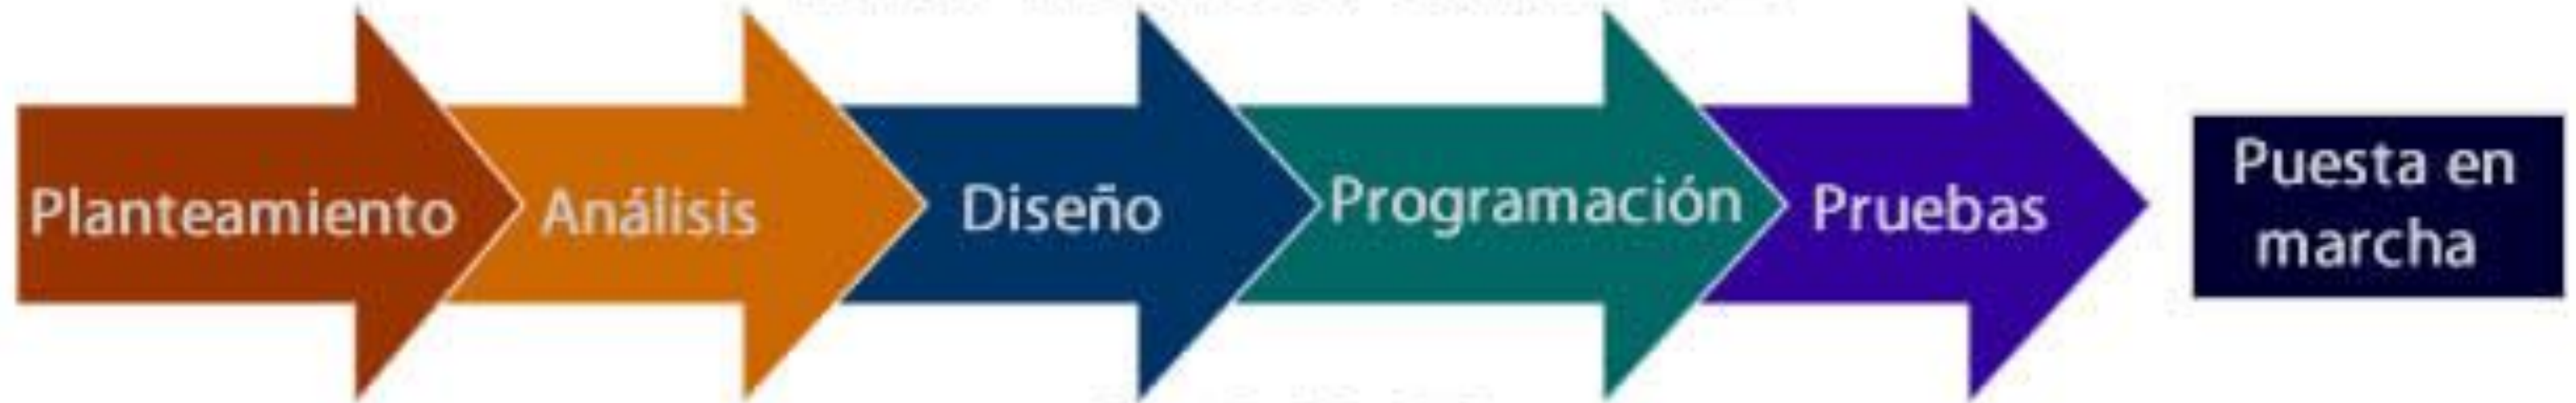 Planteamiento
Análisis
Diseño
Programación
Pruebas
Puesta en
marcha